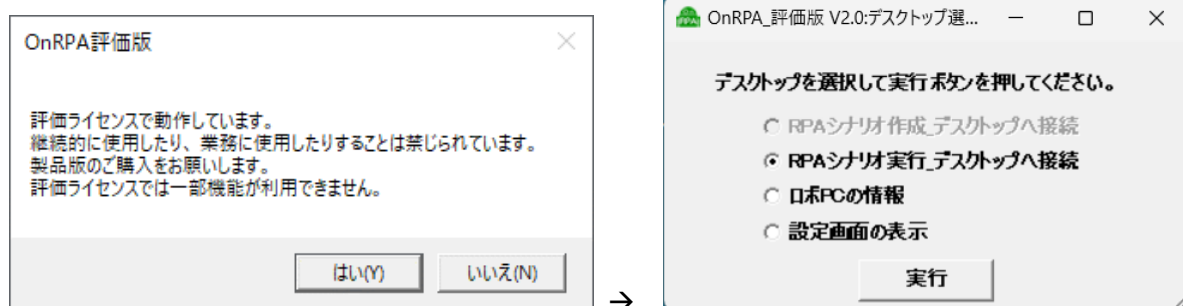 OnRPA評価版
評価ライセンスで動作しています。
継続的に使用したり、業務に使用したりすることは禁じられています。
製品版のご購入をお願いします。
評価ライセンスでは一部機能が利用できません。
はい(Y)
いいえ(N)
→
OnRPA_評価版 V2.0:デスクトップ選...
デスクトップを選択して実行ボタンを押してください。
RPAシナリオ作成_デスクトップへ接続
RPAシナリオ実行_デスクトップへ接続
ロボPCの情報
設定画面の表示
実行